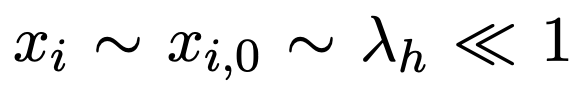 $x_i \sim x_{i,0} \sim \lambda_h \ll 1$